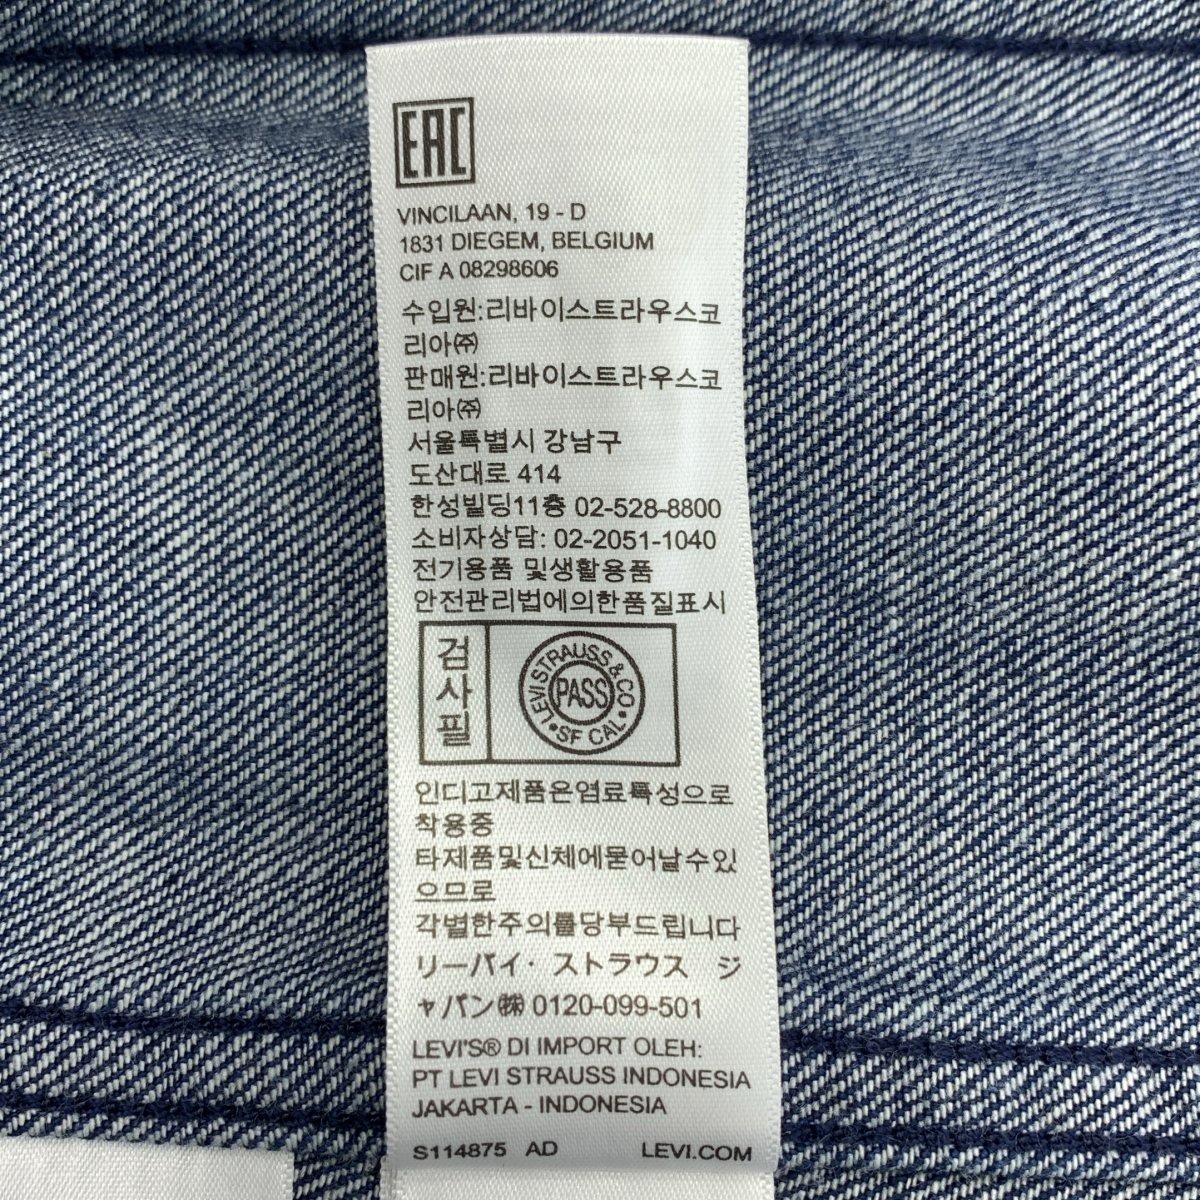 EAC
VINCILAAN, 19 - D
1831 DIEGEM, BELGIUM
CIF A 08298606
수입원:리바이스트라우스코
리아㈜
판매원:리바이스트라우스코
리아㈜
서울특별시 강남구
도산대로 414
한성빌딩11층 02-528-8800
소비자상담: 02-2051-1040
전기용품 및생활용품
안전관리법에의한품질표시
검사필
LEVI STRAUSS & CO
PASS
SF CAL
인디고제품은염료특성으로
착용중
타제품및신체에묻어날수있
으므로
각별한주의를당부드립니다
リーバイ・ ストラウス ジ
ャパン㈱ 0120-099-501
LEVI'S® DI IMPORT OLEH:
PT LEVI STRAUSS INDONESIA
JAKARTA - INDONESIA
S114875 AD LEVI.COM